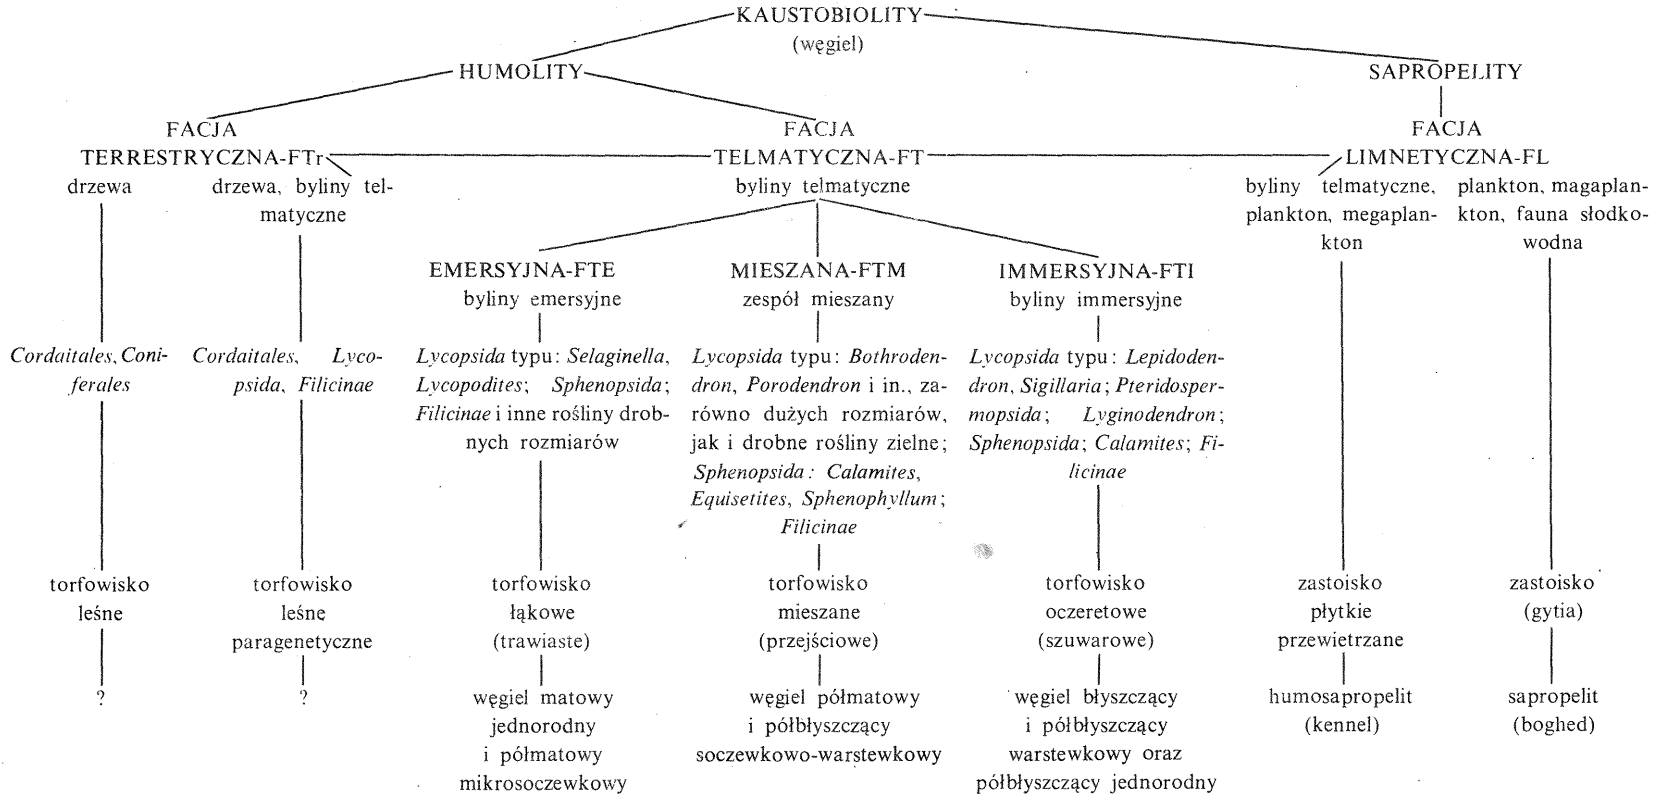 KAUSTOBIOLITY
(węgiel)
HUMOLITY
SAPROPELITY
FACJA
TERRESTRYCZNA-FTr
FACJA
TELMATYCZNA-FT
FACJA
LIMNETYCZNA-FL
drzewa
drzewa, byliny tel-
matyczne
byliny telmatyczne
byliny telmatyczne,
plankton, megaplan-
kton
plankton, magaplan-
kton, fauna słodko-
wodna
EMERSYJNA-FTE
byliny emersyjne
MIESZANA-FTM
zespół mieszany
IMMERSYJNA-FTI
byliny immersyjne
Cordaitales, Coni-
ferales
Cordaitales, Lyco-
psida, Filicinae
Lycopsida typu: Selaginella,
Lycopodites; Sphenopsida;
Filicinae i inne rośliny drob-
nych rozmiarów
Lycopsida typu: Bothroden-
dron, Porodendron i in., za-
równo dużych rozmiarów,
jak i drobne rośliny zielne;
Sphenopsida: Calamites,
Equisetites, Sphenophyllum;
Filicinae
Lycopsida typu: Lepidoden-
dron, Sigillaria; Pteridosper-
mopsida; Lyginodendron;
Sphenopsida; Calamites; Fi-
licinae
torfowisko
leśne
torfowisko
leśne
paragenetyczne
torfowisko
łąkowe
(trawiaste)
torfowisko
mieszane
(przejściowe)
torfowisko
oczeretowe
(szuwarowe)
zastoisko
płytkie
przewietrzane
zastoisko
(gytia)
?
?
węgiel matowy
jednorodny
i półmatowy
mikrosoczewkowy
węgiel półmatowy
i półbłyszczący
soczewkowo-warstewkowy
węgiel błyszczący
i półbłyszczący
warstewkowy oraz
półbłyszczący jednorodny
humosapropelit
(kennel)
sapropelit
(boghed)